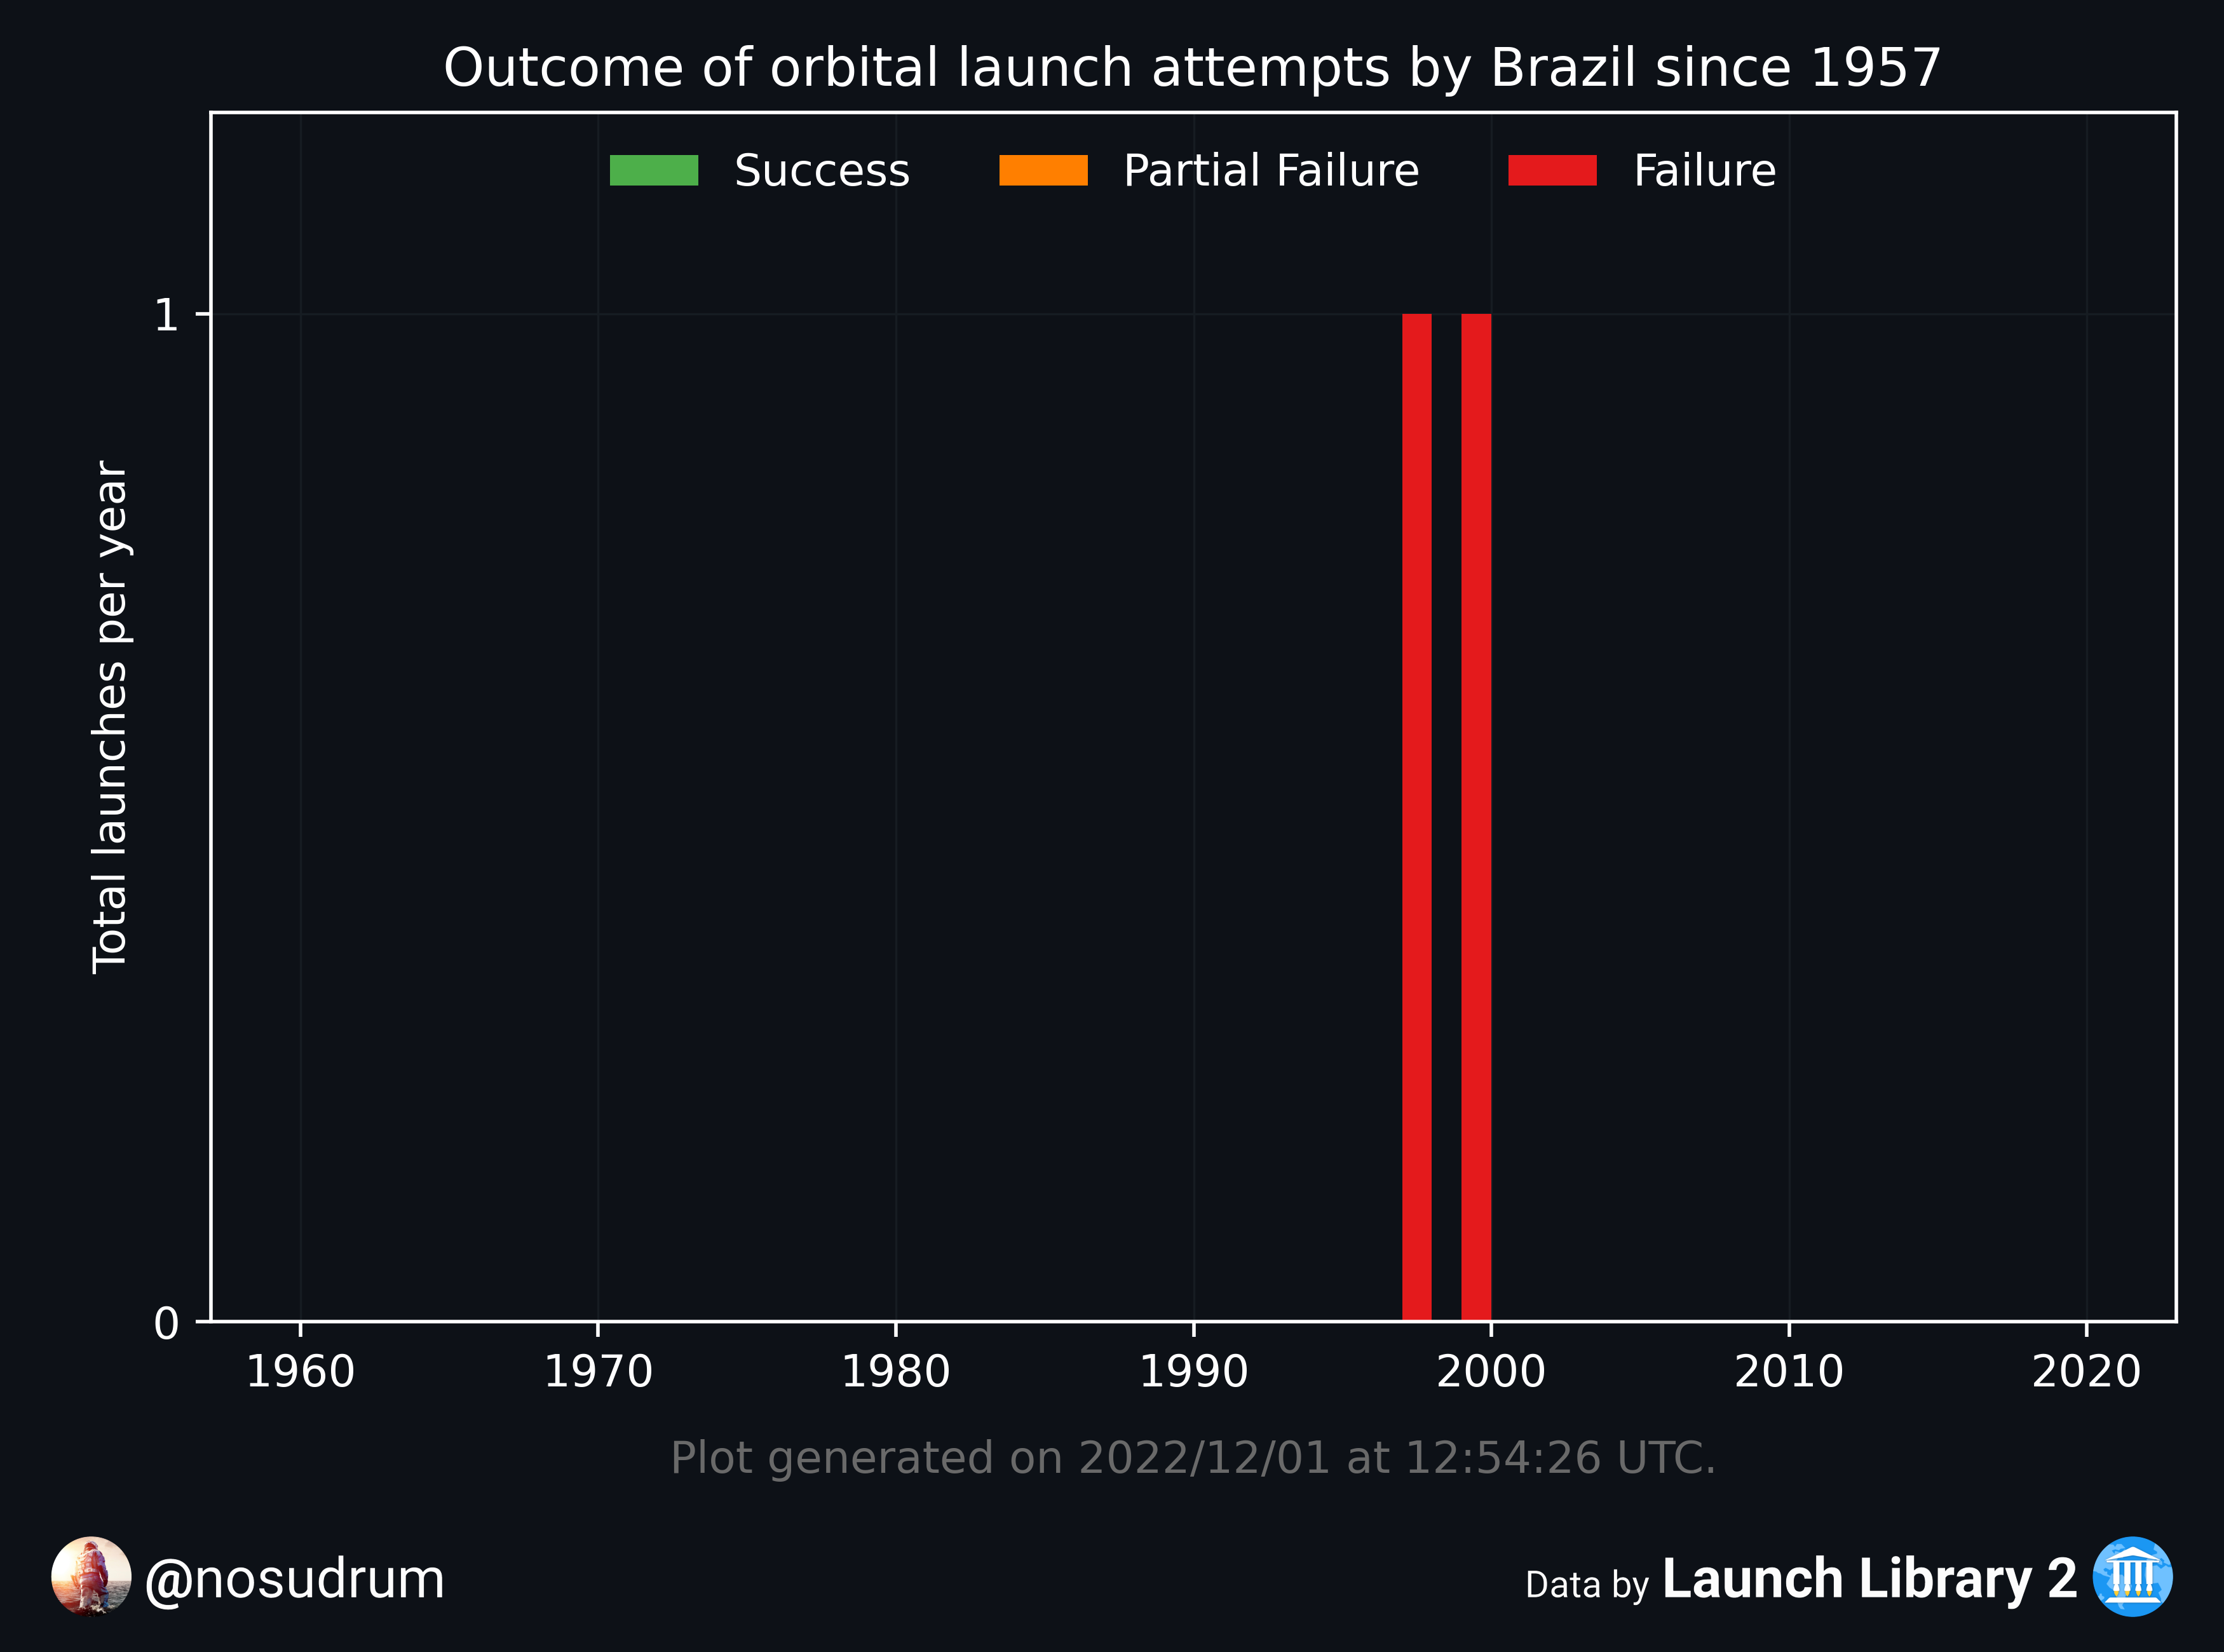 Outcome of orbital launch attempts by Brazil since 1957
Success Partial Failure Failure
Total launches per year
1
0
1960 1970 1980 1990 2000 2010 2020
Plot generated on 2022/12/01 at 12:54:26 UTC.
@nosudrum
Data by Launch Library 2